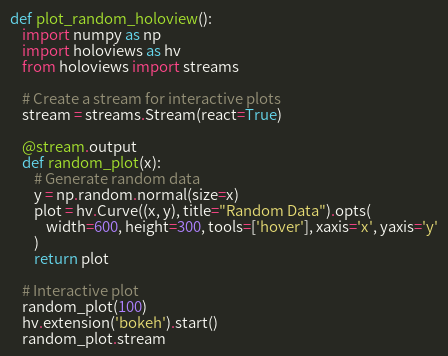 def plot_random_holoview():
import numpy as np
import holoviews as hv
from holoviews import streams
# Create a stream for interactive plots
stream = streams.Stream(react=True)
@stream.output
def random_plot(x):
# Generate random data
y = np.random.normal(size=x)
plot = hv.Curve((x, y), title="Random Data").opts(
width=600, height=300, tools=['hover'], xaxis='x', yaxis='y'
)
return plot
# Interactive plot
random_plot(100)
hv.extension('bokeh').start()
random_plot.stream